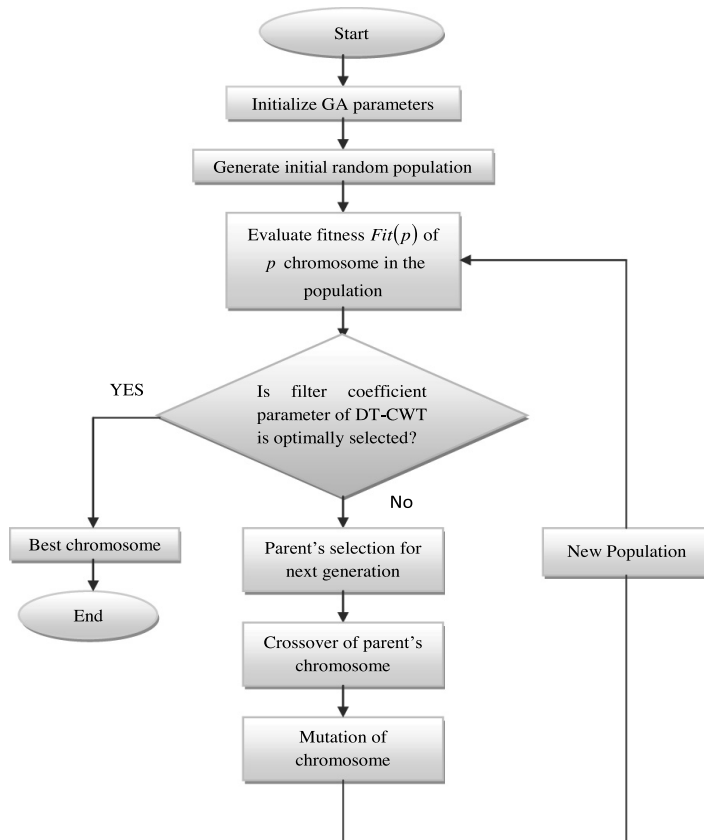 Start
Initialize GA parameters
Generate initial random population
Evaluate fitness Fit(p) of
p chromosome in the
population
YES
Is filter coefficient
parameter of DT-CWT
is optimally selected?
No
Best chromosome
End
Parent's selection for
next generation
New Population
Crossover of parent's
chromosome
Mutation of
chromosome